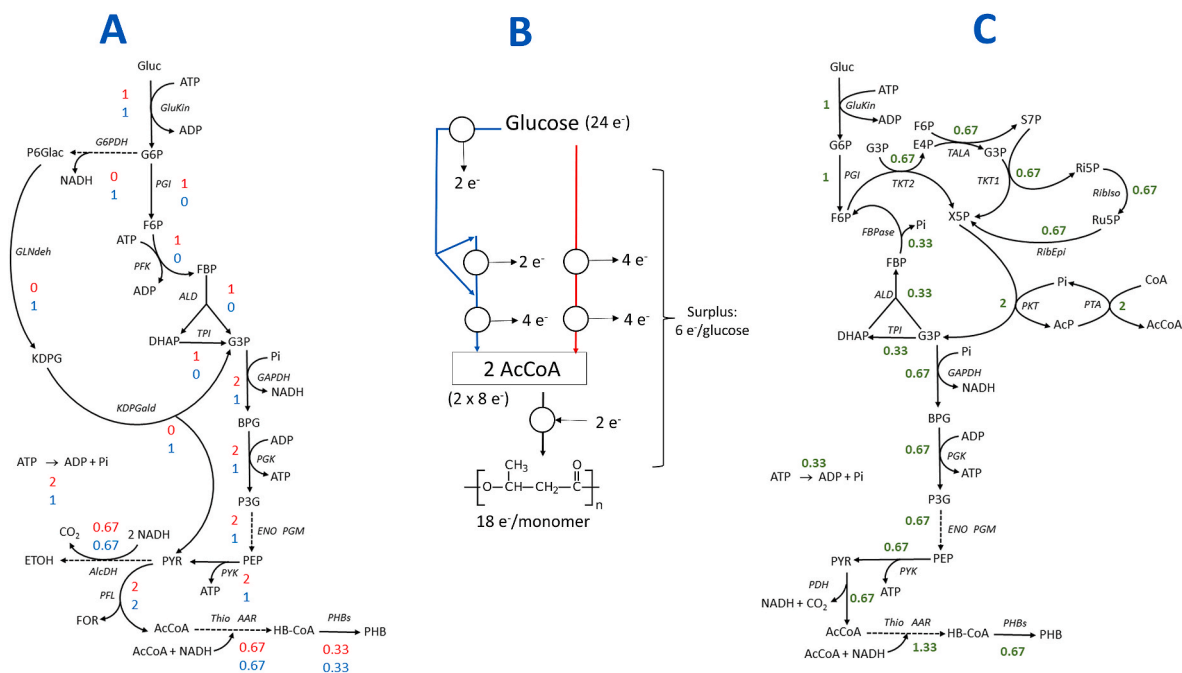 A
Gluc
ATP
1
1
GluKin
ADP
P6Glac
G6PDH
G6P
NADH
0
1
PGI
1
0
F6P
ATP
1
0
PFK
ADP
FBP
GLNdeh
ALD
1
0
0
1
DHAP
TPI
G3P
1
0
Pi
KDPG
GAPDH
2
1
NADH
KDPGald
0
1
BPG
ADP
2
1
PGK
ATP
ATP → ADP + Pi
2
1
P3G
2
1
ENO PGM
CO2
0.67
0.67
2 NADH
ETOH
AlcDH
PYR
PYK
PEP
ATP
2
1
PFL
2
2
FOR
AcCoA
Thio AAR
HB-CoA
PHBs
PHB
AcCoA + NADH
0.67
0.67
0.33
0.33
B
Glucose (24 e-)
2 e-
2 e-
4 e-
4 e-
4 e-
Surplus:
6 e-/glucose
2 AcCoA
(2 x 8 e-)
2 e-
CH3
O
O—CH—CH2—C
n
18 e-/monomer
C
Gluc
ATP
1
GluKin
ADP
G6P
1
PGI
F6P
F6P
0.67
S7P
G3P
E4P
TALA
G3P
0.67
TKT2
TKT1
0.67
Ri5P
RibIso
0.67
Ru5P
X5P
0.67
RibEpi
FBPase
Pi
0.33
FBP
ALD
0.33
DHAP
TPI
G3P
0.33
2
PKT
Pi
AcP
PTA
2
CoA
AcCoA
Pi
0.67
GAPDH
NADH
BPG
ADP
0.67
PGK
ATP
0.33
ATP → ADP + Pi
P3G
0.67
ENO PGM
PYR
0.67
PEP
PYK
ATP
PDH
0.67
NADH + CO2
AcCoA
Thio AAR
HB-CoA
PHBs
PHB
AcCoA + NADH
1.33
0.67